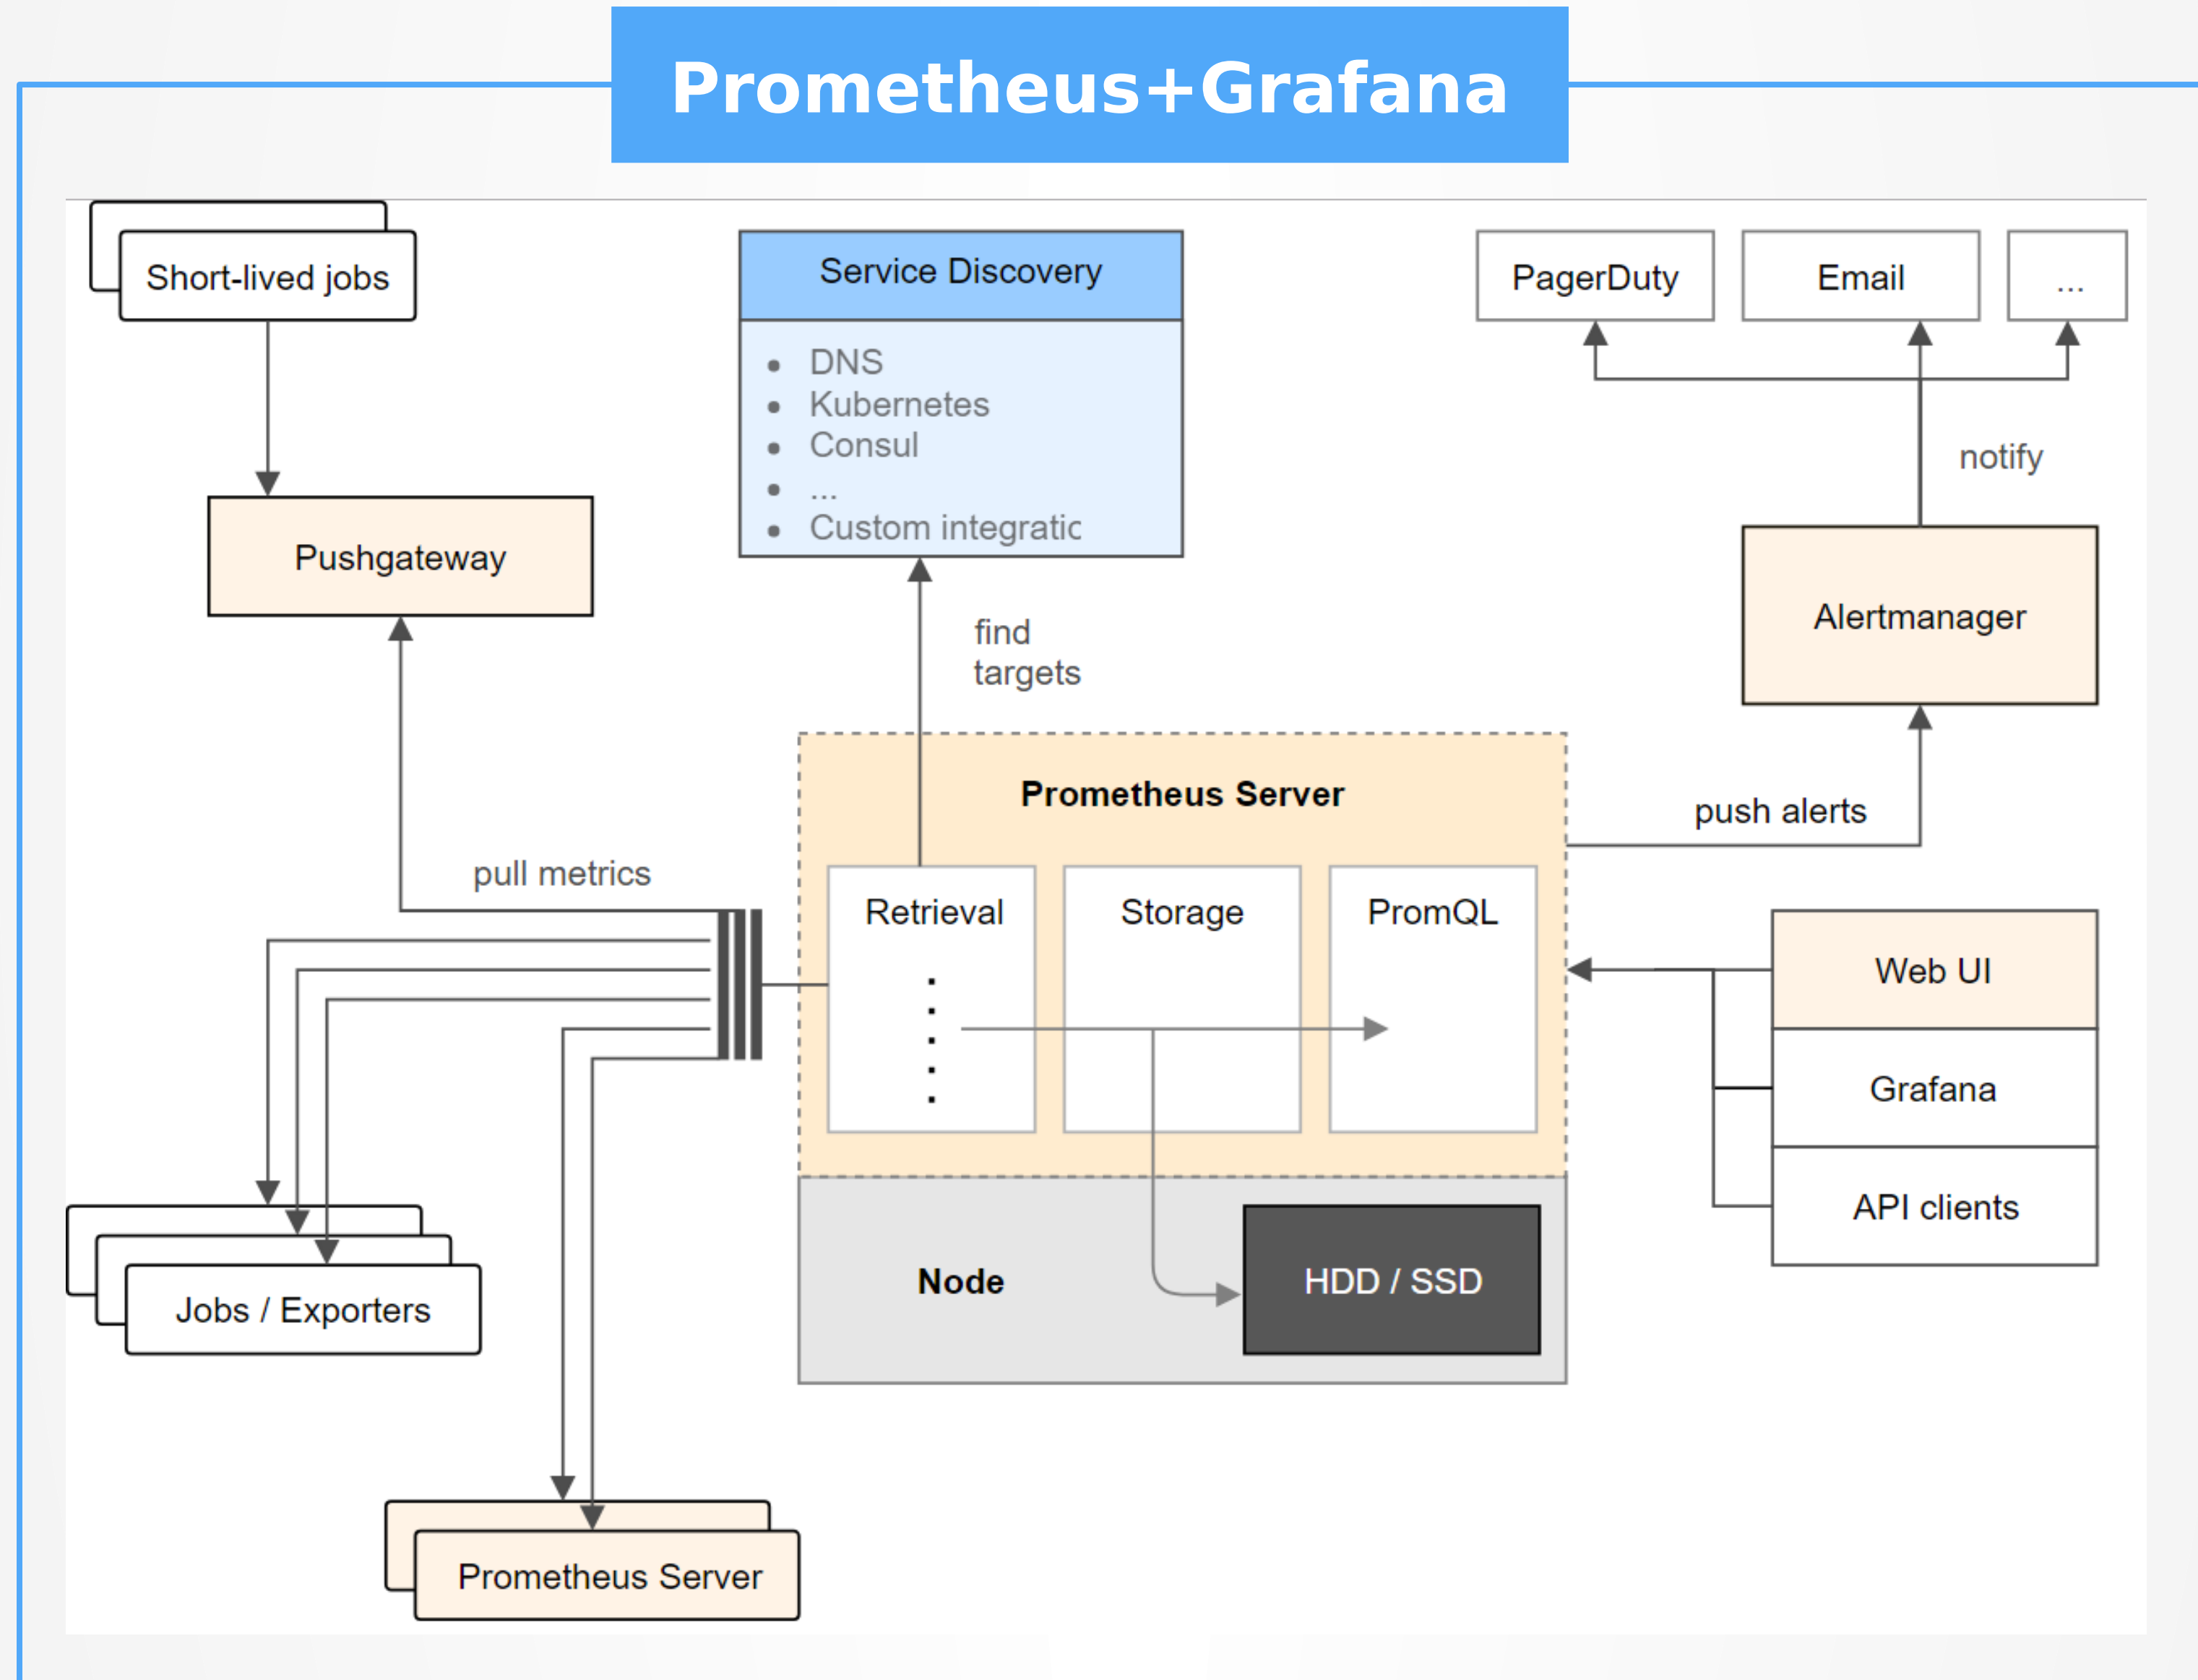 Prometheus+Grafana
Short-lived jobs
Service Discovery
DNS
Kubernetes
Consul
...
Custom integratic
PagerDuty
Email
...
notify
Pushgateway
Alertmanager
find
targets
Prometheus Server
push alerts
pull metrics
Retrieval
Storage
PromQL
Web UI
Grafana
API clients
Node
HDD / SSD
Jobs / Exporters
Prometheus Server